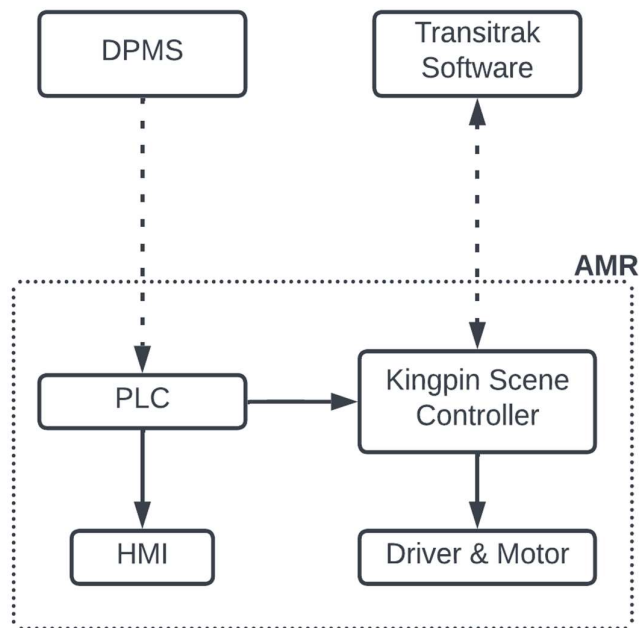 DPMS
Transitrak
Software
AMR
PLC
Kingpin Scene
Controller
HMI
Driver & Motor